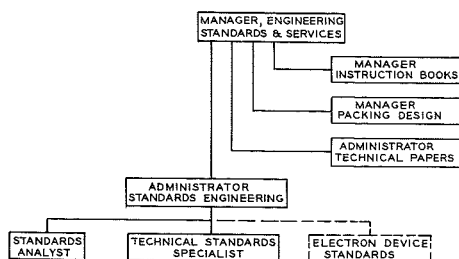 MANAGER, ENGINEERING
STANDARDS & SERVICES
MANAGER
INSTRUCTION BOOKS
MANAGER
PACKING DESIGN
ADMINISTRATOR
TECHNICAL PAPERS
ADMINISTRATOR
STANDARDS ENGINEERING
STANDARDS
ANALYST
TECHNICAL STANDARDS
SPECIALIST
ELECTRON DEVICE
STANDARDS